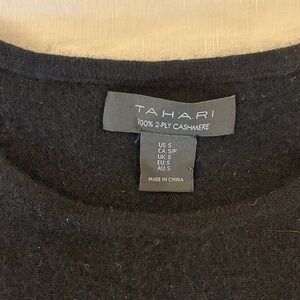 TAHARI
100% 2-PLY CASHMERE
US: S
CA: S/P
UK: S
EU: S
AU: S
MADE IN CHINA